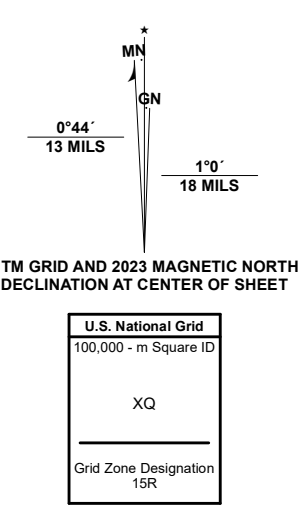 ★
MN
GN
0°44´
13 MILS
1°0´
18 MILS
TM GRID AND 2023 MAGNETIC NORTH
DECLINATION AT CENTER OF SHEET
U.S. National Grid
100,000 - m Square ID
XQ
Grid Zone Designation
15R